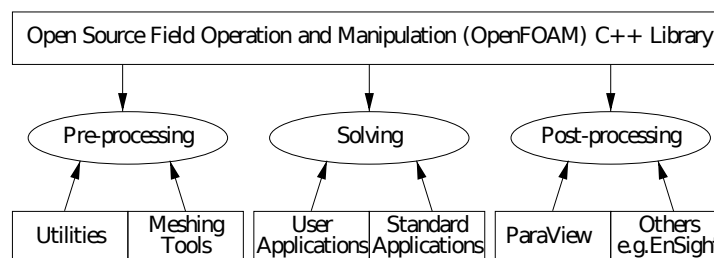 Open Source Field Operation and Manipulation (OpenFOAM) C++ Library
Pre-processing
Solving
Post-processing
Utilities
Meshing
Tools
User
Applications
Standard
Applications
ParaView
Others
e.g.EnSight